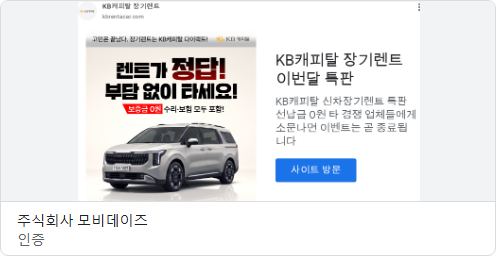 KB캐피탈 장기렌트
kbrentacar.com
고민은 끝났다. 장기렌트는 KB캐피탈 다이렉트!
렌트가 정답!
부담 없이 타세요!
보증금 0원 수리·보험 모두 포함!
KB캐피탈 장기렌트
이번달 특판
KB캐피탈 신차장기렌트 특판
선납금 0원 타 경쟁 업체들에게
소문나먼 이벤트는 곧 종료됩
니다
사이트 방문
주식회사 모비데이즈
인증